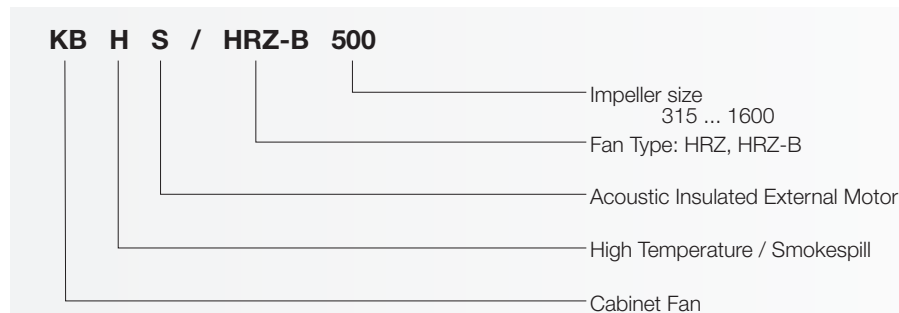 KB H S / HRZ-B 500
Impeller size
315 ... 1600
Fan Type: HRZ, HRZ-B
Acoustic Insulated External Motor
High Temperature / Smokespill
Cabinet Fan